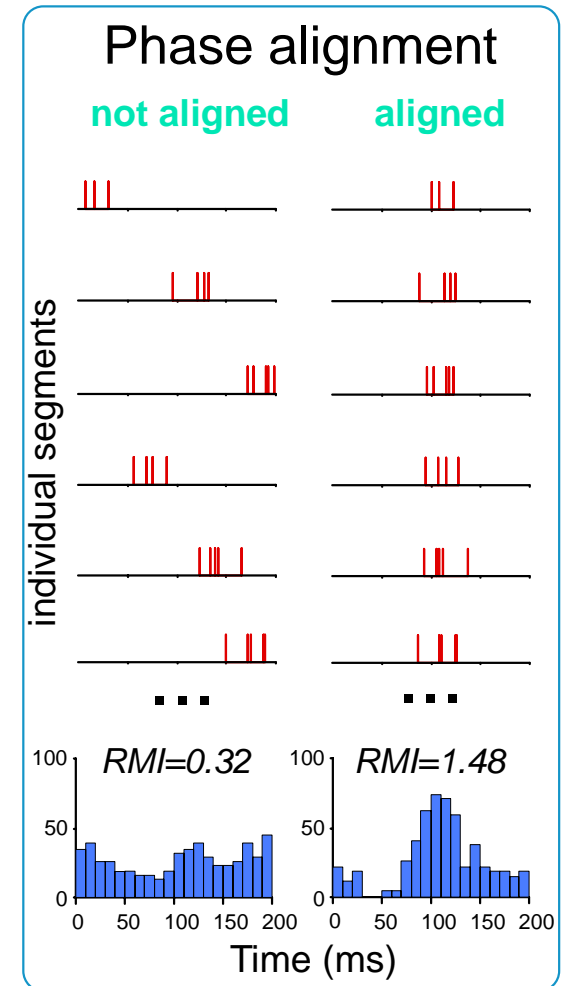 Phase alignment
not aligned aligned
individual segments
RMI=0.32 RMI=1.48
100 100
50 50
0 0
0 50 100 150 200 0 50 100 150 200
Time (ms)